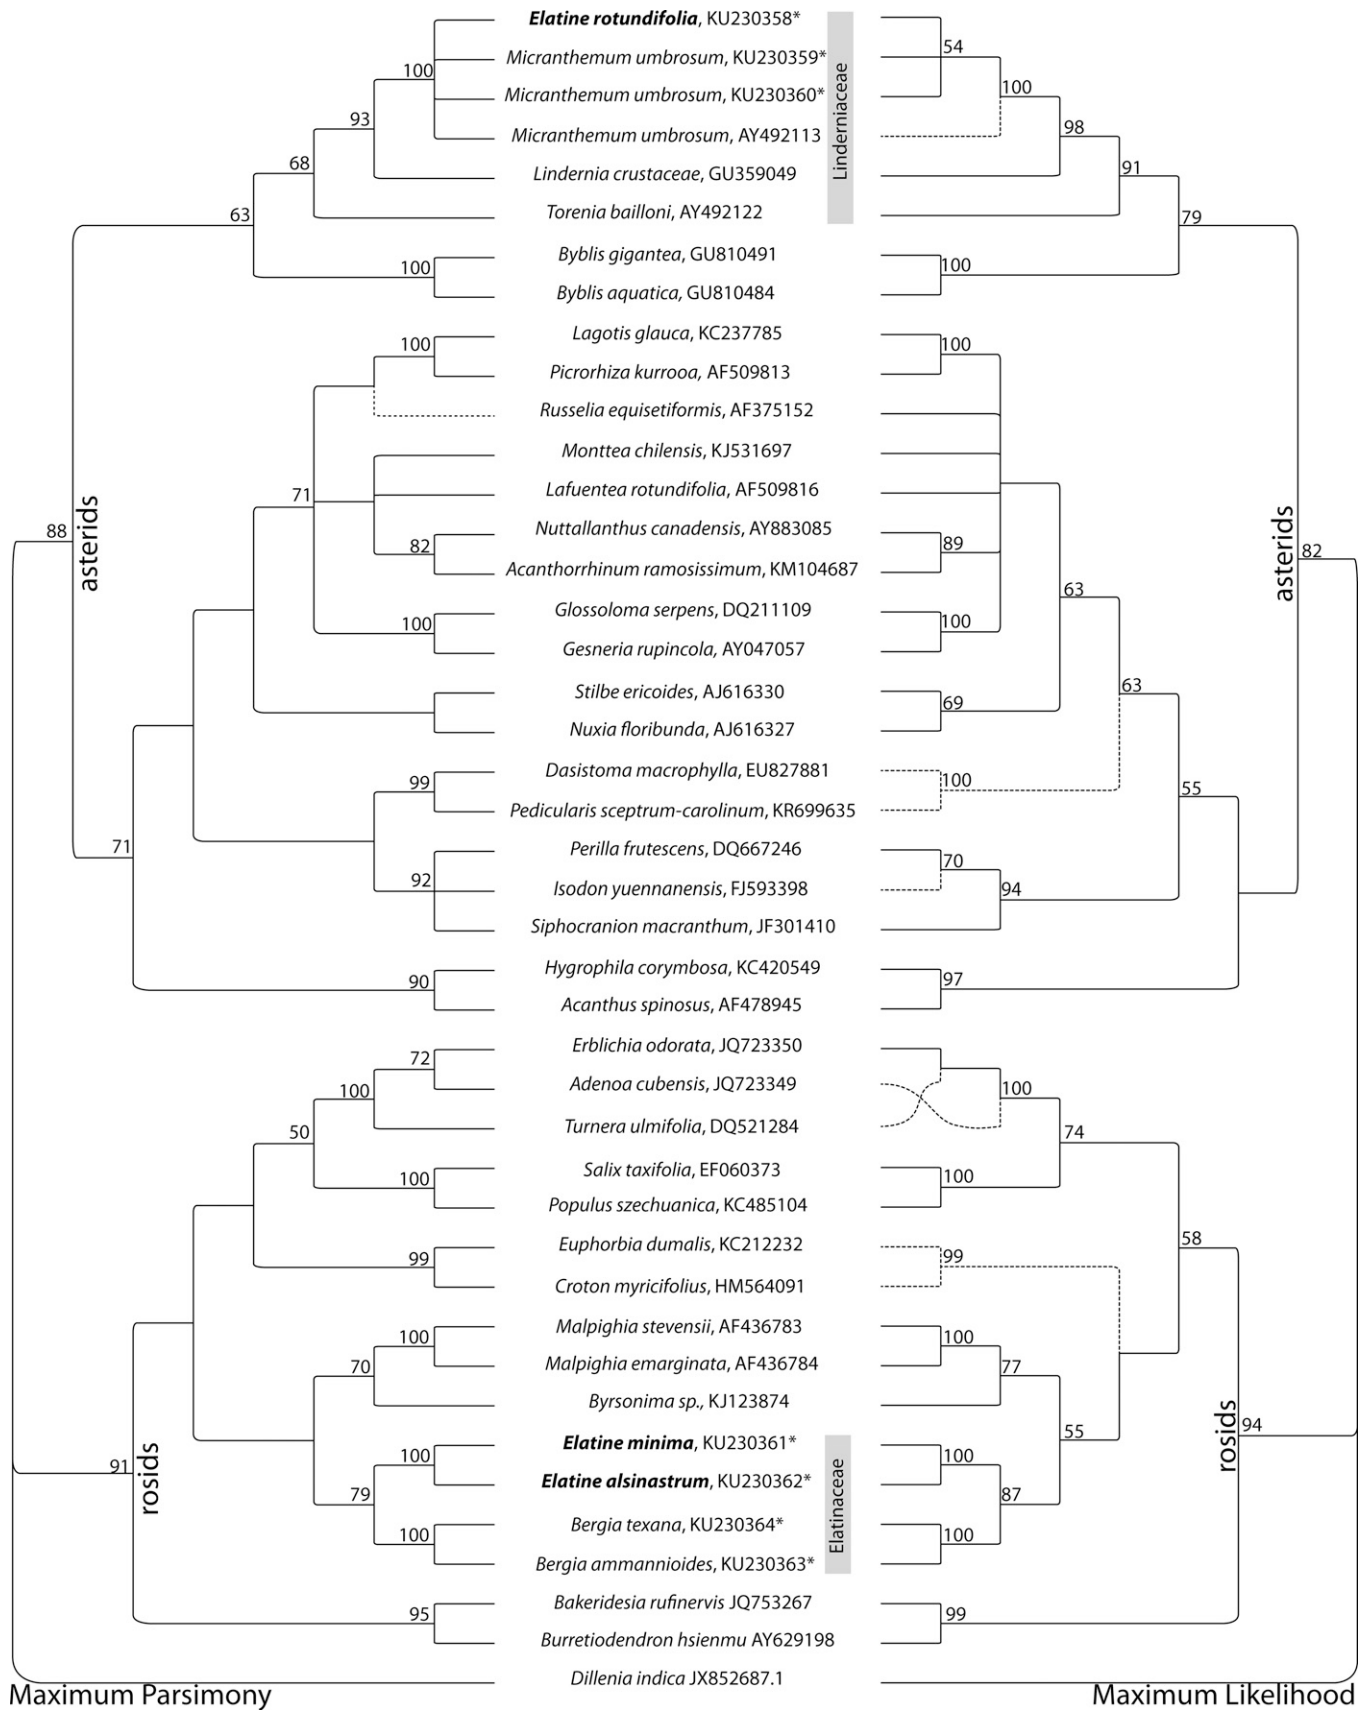 Elatine rotundifolia, KU230358*
54
Micranthemum umbrosum, KU230359*
100
Micranthemum umbrosum, KU230360*
100
93
Micranthemum umbrosum, AY492113
98
68
Lindernia crustaceae, GU359049
91
63
Torenia bailloni, AY492122
79
Linderniaceae
Byblis gigantea, GU810491
100
100
Byblis aquatica, GU810484
Lagotis glauca, KC237785
100
100
Picrorhiza kurrooa, AF509813
Russelia equisetiformis, AF375152
Monttea chilensis, KJ531697
71
Lafuentea rotundifolia, AF509816
88
asterids
Nuttallanthus canadensis, AY883085
82
89
asterids
82
Acanthorrhinum ramosissimum, KM104687
63
Glossoloma serpens, DQ211109
100
100
Gesneria rupincola, AY047057
63
Stilbe ericoides, AJ616330
69
Nuxia floribunda, AJ616327
Dasistoma macrophylla, EU827881
99
100
55
Pedicularis sceptrum-carolinum, KR699635
71
Perilla frutescens, DQ667246
70
92
Isodon yuennanensis, FJ593398
94
Siphocranion macranthum, JF301410
Hygrophila corymbosa, KC420549
90
97
Acanthus spinosus, AF478945
Erblichia odorata, JQ723350
72
Adenoa cubensis, JQ723349
100
100
Turnera ulmifolia, DQ521284
50
74
Salix taxifolia, EF060373
100
100
Populus szechuanica, KC485104
58
Euphorbia dumalis, KC212232
99
99
Croton myricifolius, HM564091
Malpighia stevensii, AF436783
100
100
Malpighia emarginata, AF436784
70
77
Byrsonima sp., KJ123874
Elatine minima, KU230361*
55
94
91
rosids
100
100
rosids
Elatine alsinastrum, KU230362*
79
87
Bergia texana, KU230364*
100
100
Bergia ammannioides, KU230363*
Elatinaceae
Bakeridesia rufinervis JQ753267
95
99
Burretiodendron hsienmu AY629198
Dillenia indica JX852687.1
Maximum Parsimony
Maximum Likelihood